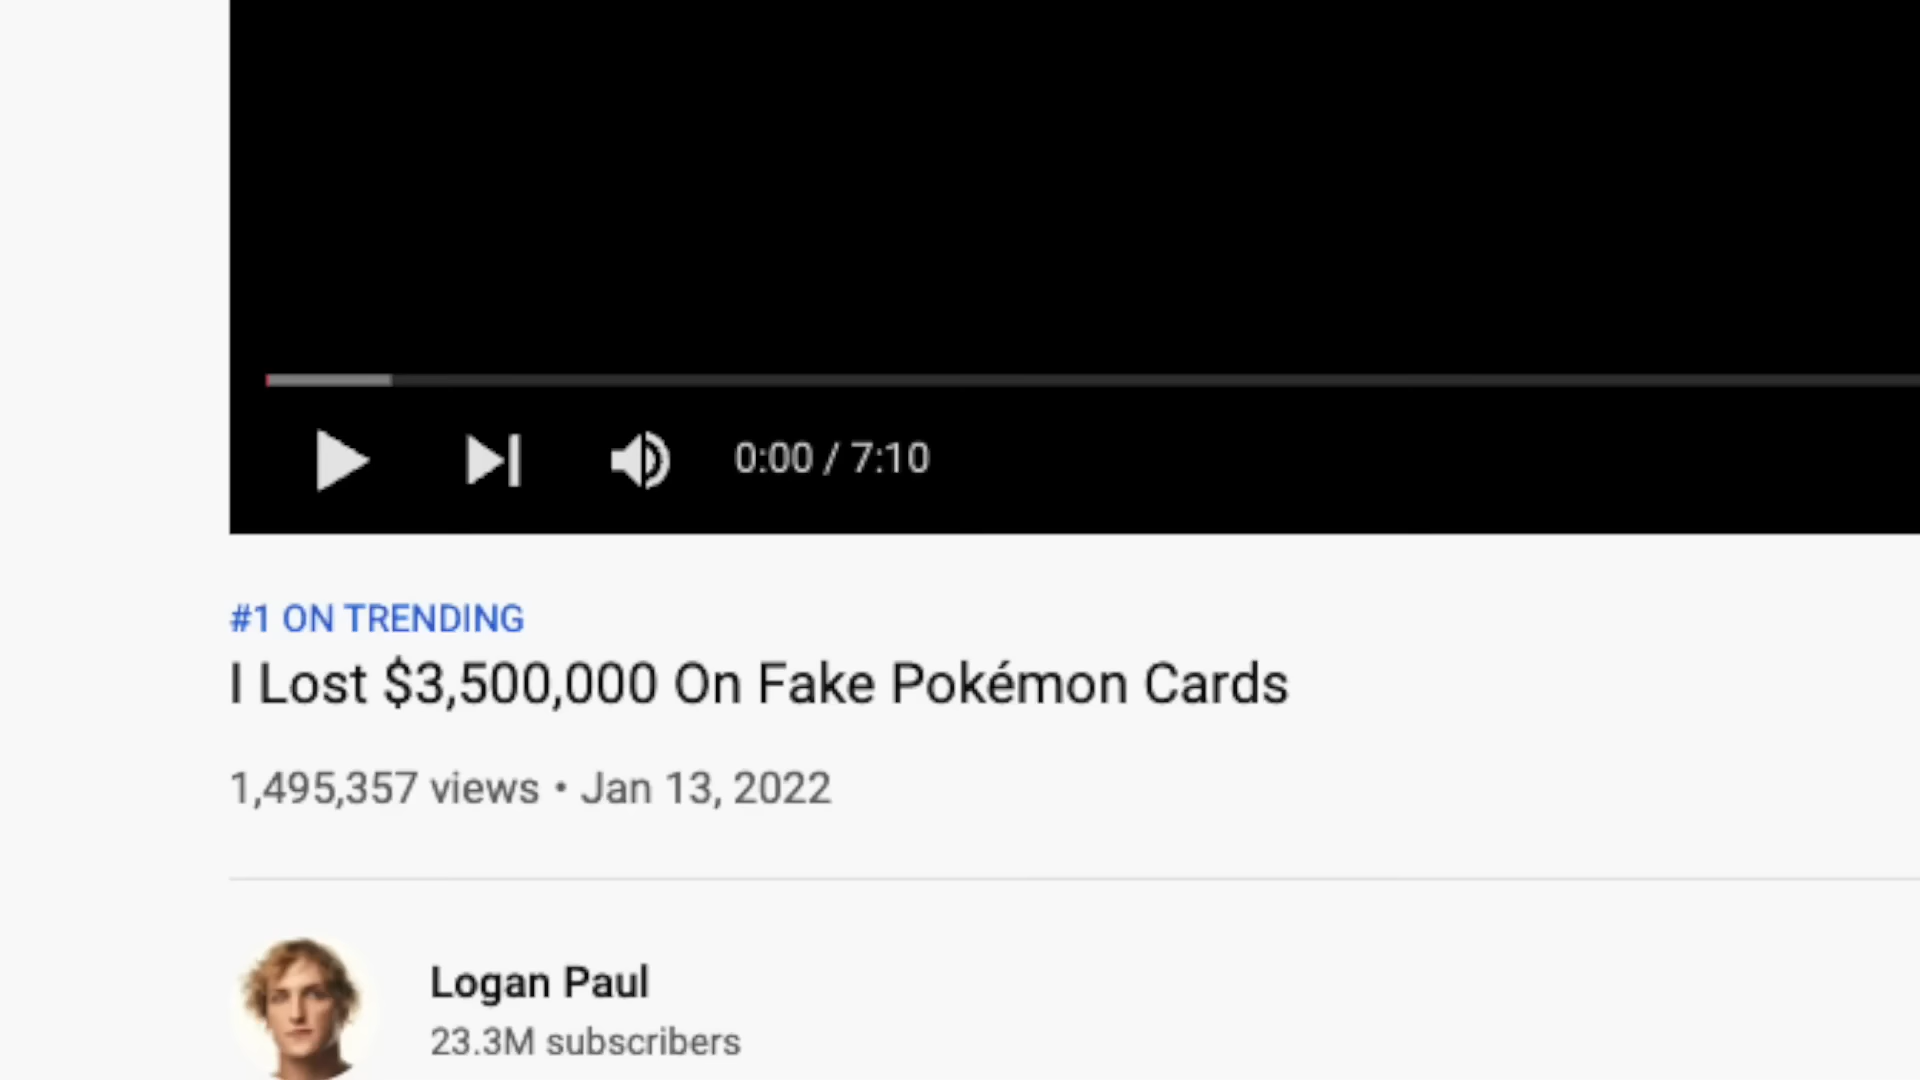 0:00 / 7:10
#1 ON TRENDING
I Lost $3,500,000 On Fake Pokémon Cards
1,495,357 views • Jan 13, 2022
Logan Paul
23.3M subscribers